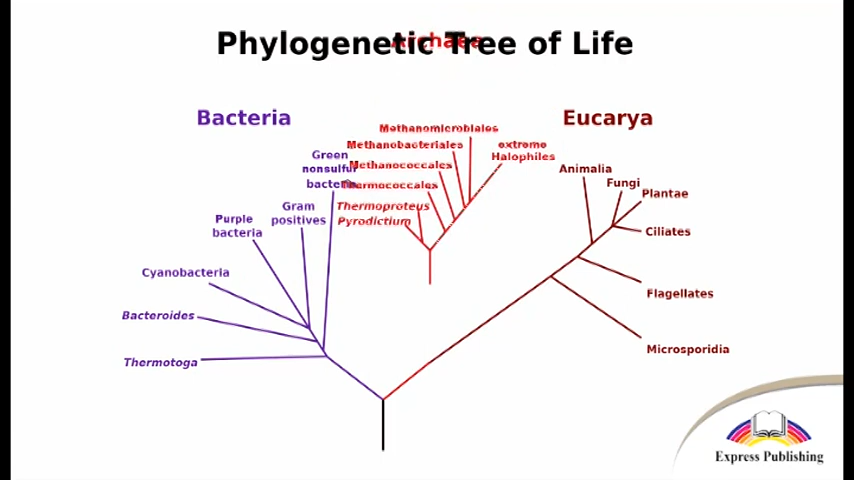 Phylogenetic Tree of Life
Archaea
Bacteria
Eucarya
Methanomicrobiales
Methanobacteriales
extreme
Halophiles
Green
nonsulfur
bacteria
Methanococcales
Thermococcales
Thermoproteus
Pyrodictium
Animalia
Fungi
Plantae
Ciliates
Flagellates
Microsporidia
Gram
positives
Purple
bacteria
Cyanobacteria
Bacteroides
Thermotoga
Express Publishing